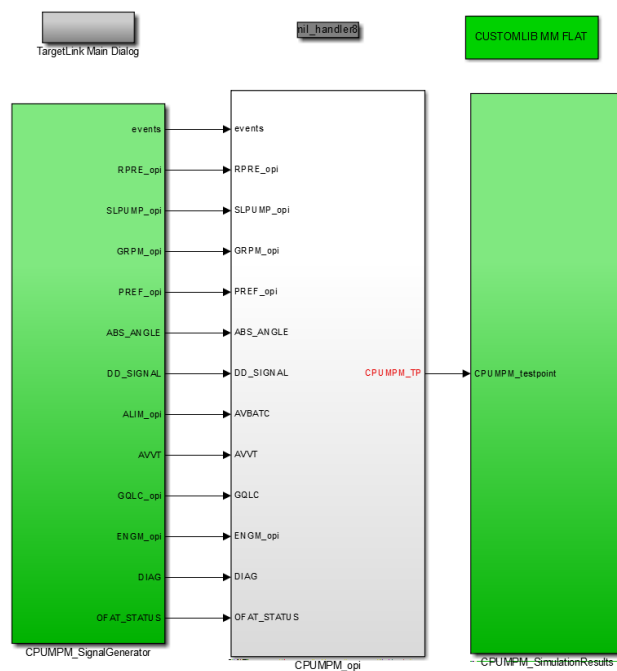 nil_handler8
CUSTOMLIB MM FLAT
TargetLink Main Dialog
events
events
RPRE_opi
RPRE_opi
SLPUMP_opi
SLPUMP_opi
GRPM_opi
GRPM_opi
PREF_opi
PREF_opi
ABS_ANGLE
ABS_ANGLE
DD_SIGNAL
DD_SIGNAL
CPUMPM_TP
CPUMPM_testpoint
ALIM_opi
AVBATC
AVVT
AVVT
GQLC_opi
GQLC
ENGM_opi
ENGM_opi
DIAG
DIAG
OFAT_STATUS
OFAT_STATUS
CPUMPM_SignalGenerator
CPUMPM_opi
CPUMPM_SimulationResults